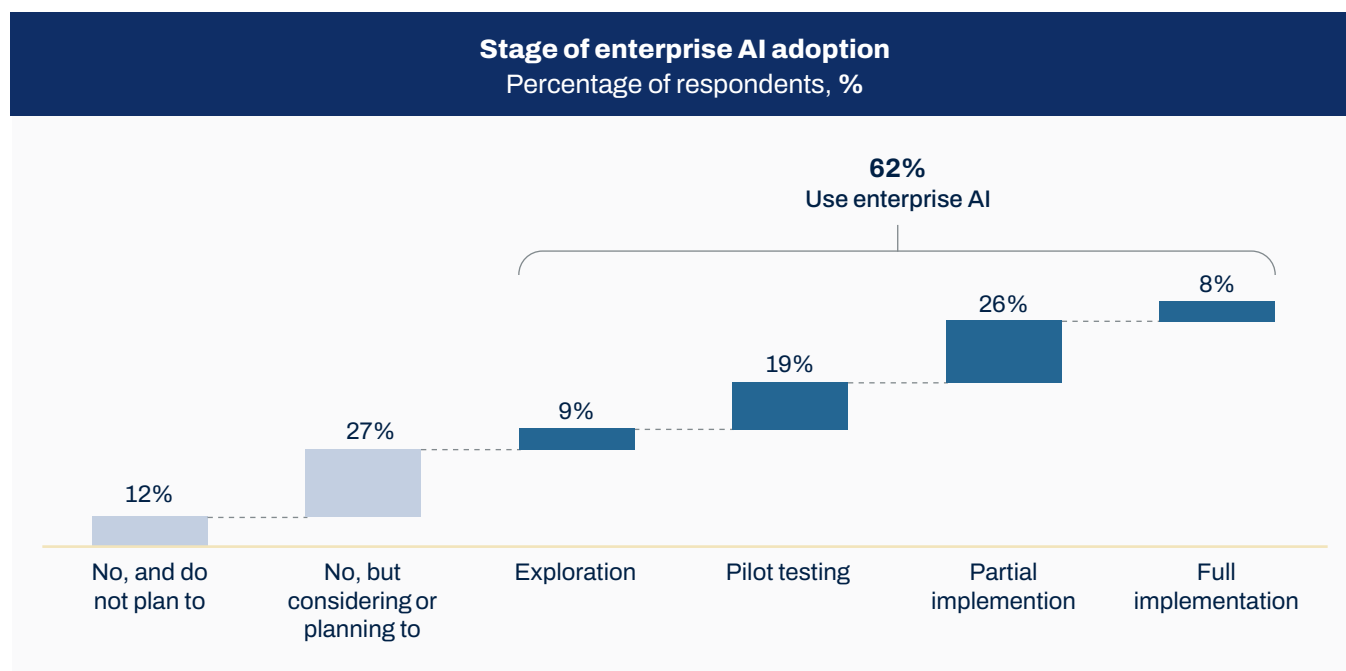 Stage of enterprise AI adoption
Percentage of respondents, %
62%
Use enterprise AI
8%
26%
19%
9%
27%
12%
No, and do
not plan to
No, but
considering or
planning to
Exploration
Pilot testing
Partial
implemention
Full
implementation